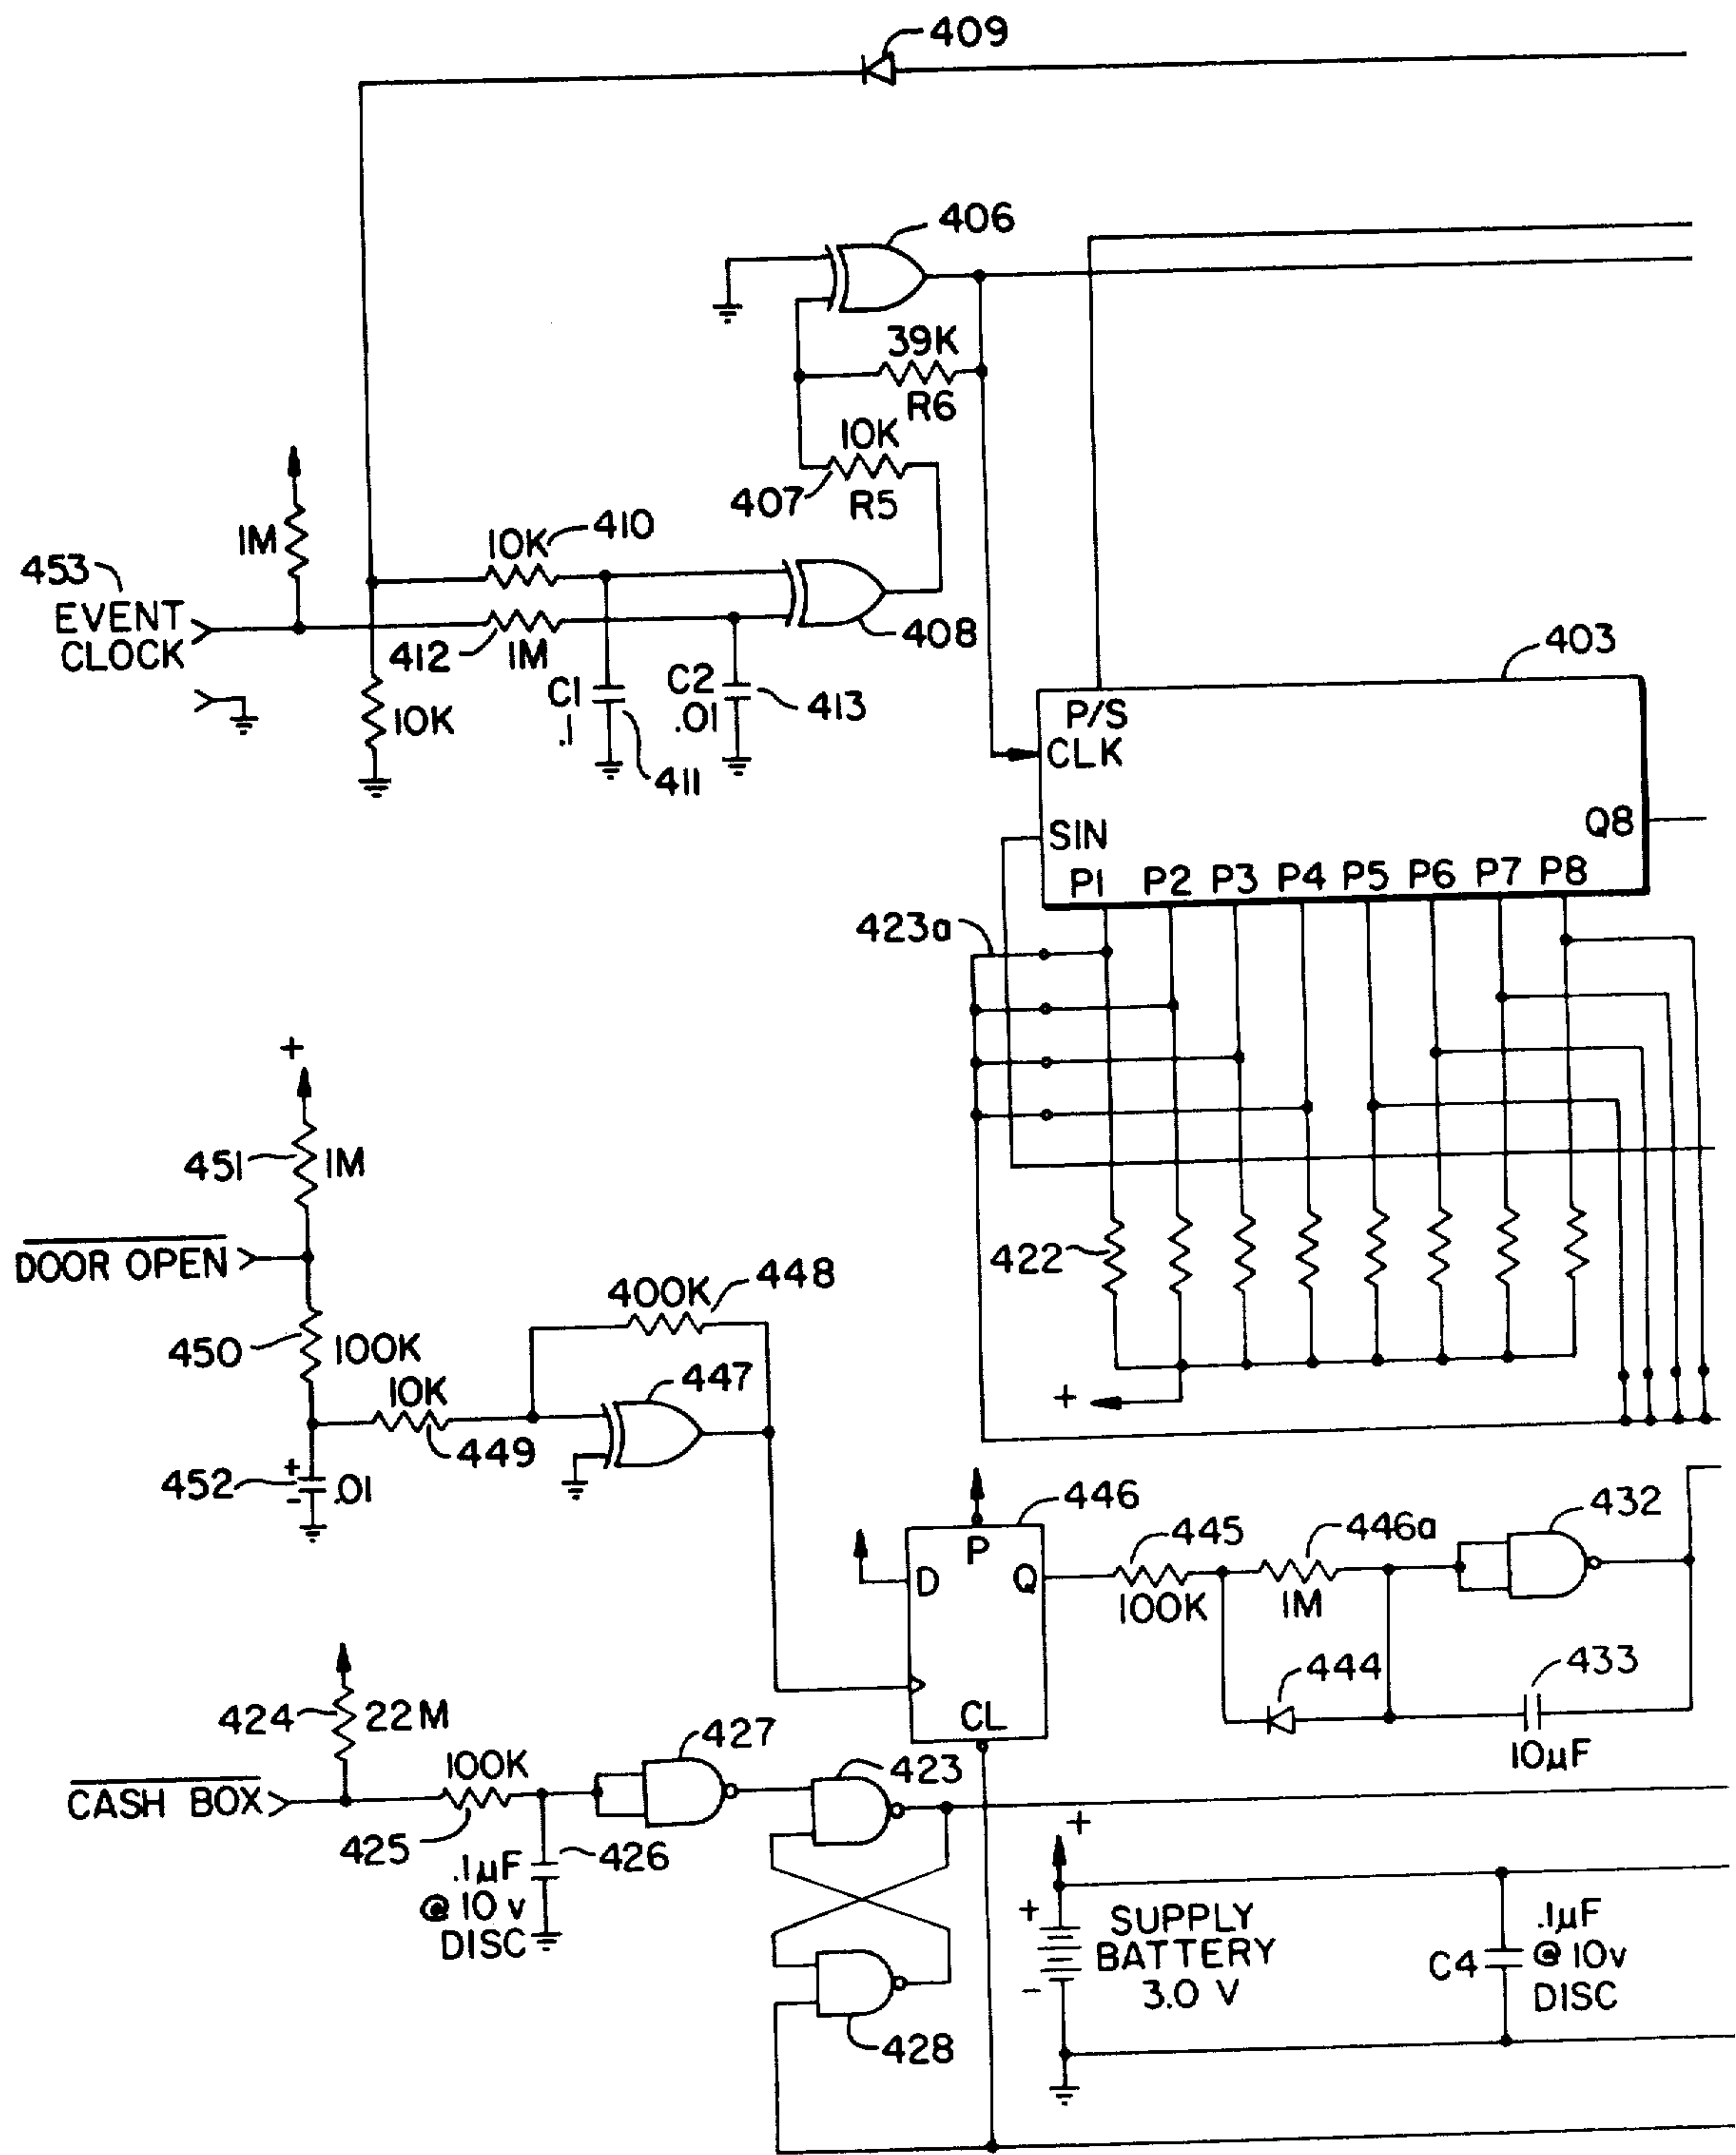 409
406
39K
R6
10K
407
R5
1M
410
10K
453
EVENT
CLOCK
412
1M
408
403
C1
.1
C2
.01
413
10K
411
P/S
CLK
SIN
Q8
P1 P2 P3 P4 P5 P6 P7 P8
423a
+
451
1M
DOOR OPEN
422
400K
448
450
100K
10K
447
449
+
452
+
-
.01
446
P
D
Q
CL
445
100K
446a
1M
432
444
433
10µF
424
22M
100K
427
423
CASH BOX
425
.1µF
@ 10 v
DISC
426
428
+
+
-
SUPPLY
BATTERY
3.0 V
C4
.1µF
@ 10v
DISC